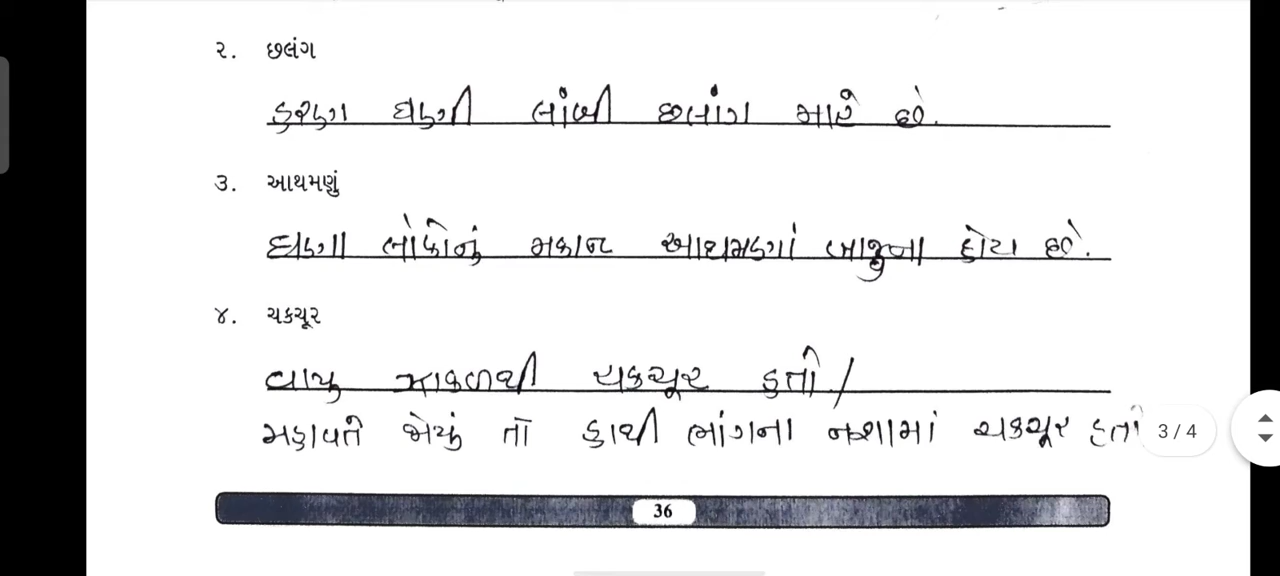 ૨. છલંગ
હરણ ઘણી લાંબી છલાંગ મારે છે.
૩. આથમણું
ઘણા લોકોનું મકાન આથમણાં બાજુના હોય છે.
૪. ચકચૂર
વાયુ ઝાકળથી ચકચૂર હતો /
મહાવતે જોયું તો હાથી ભાંગના નશામાં ચકચૂર હતો
3/4
36